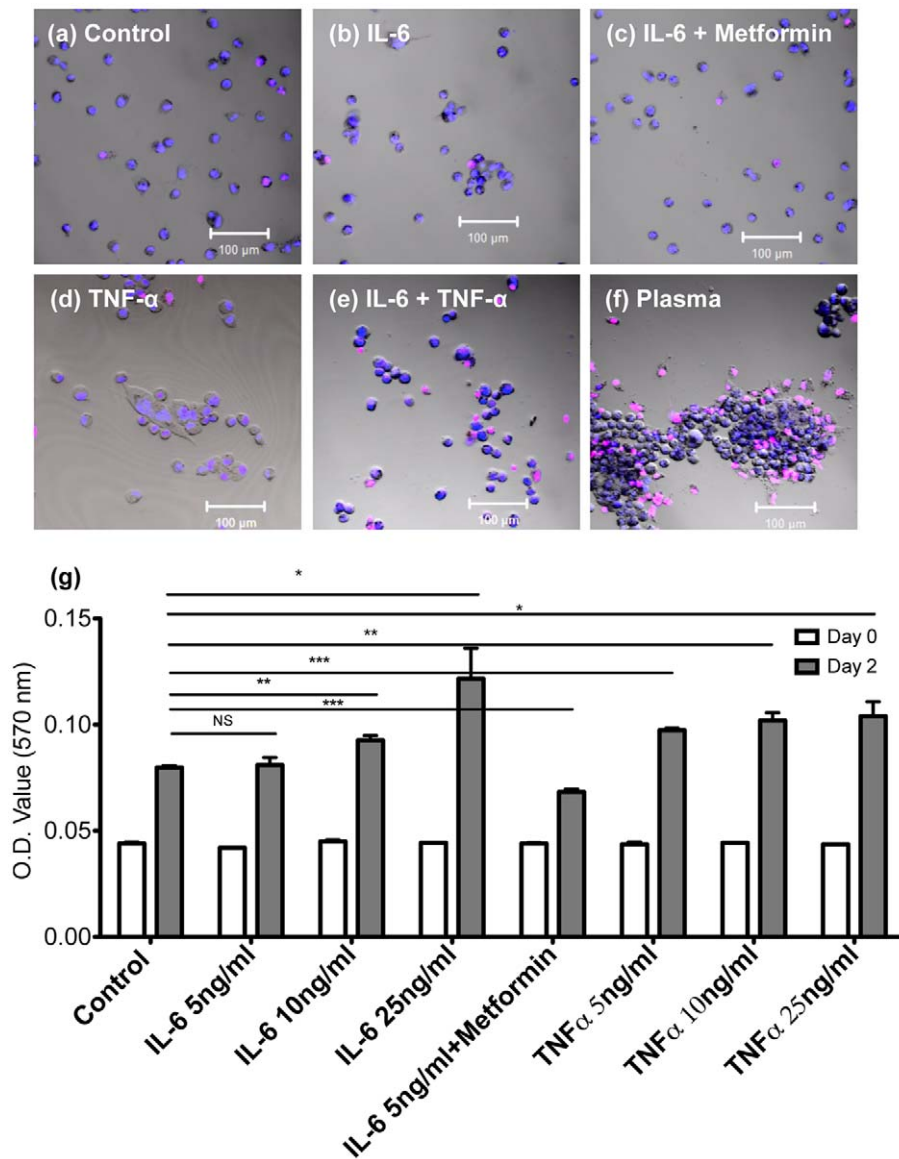 (a) Control
(b) IL-6
(c) IL-6 + Metformin
100 µm
100 µm
100 µm
(d) TNF-α
(e) IL-6 + TNF-α
(f) Plasma
100 µm
100 µm
100 µm
(g)
*
*
**
***
**
***
NS
Day 0
Day 2
O.D. Value (570 nm)
0.15
0.10
0.05
0.00
Control
IL-6 5ng/ml
IL-6 10ng/ml
IL-6 25ng/ml
IL-6 5ng/ml+Metformin
TNFα 5ng/ml
TNFα 10ng/ml
TNFα 25ng/ml